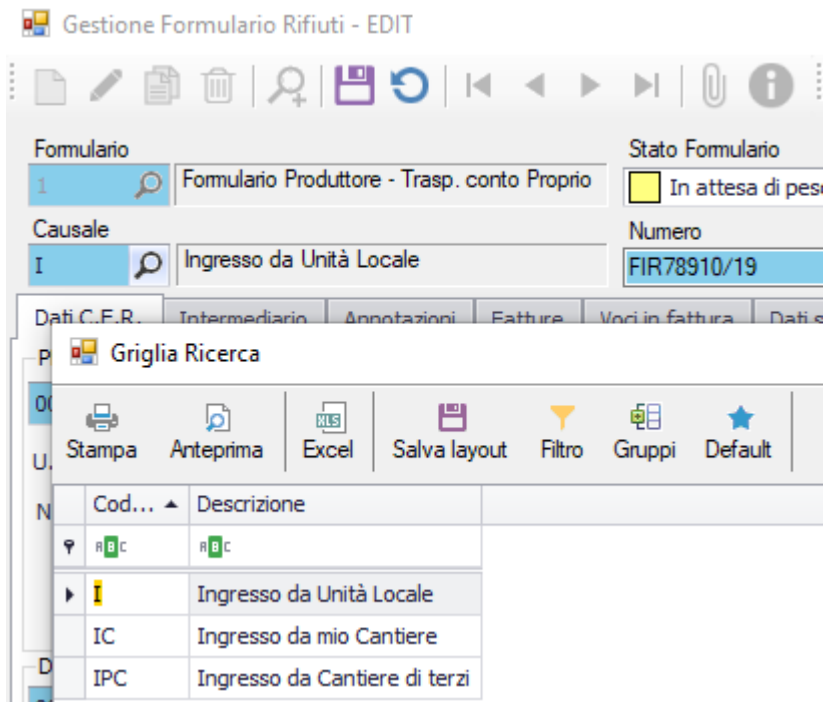 Gestione Formulario Rifiuti - EDIT
Formulario
Stato Formulario
1
Formulario Produttore - Trasp. conto Proprio
In attesa di
Causale
Numero
I
Ingresso da Unità Locale
FIR78910/19
Dati C.E.R.
Intermediario
Annotazioni
Fatture
Voci in fattura
Dati
Griglia Ricerca
Stampa
Anteprima
XLS
Excel
Salva layout
Filtro
Gruppi
Default
Cod...
Descrizione
ABC
ABC
I
Ingresso da Unità Locale
IC
Ingresso da mio Cantiere
IPC
Ingresso da Cantiere di terzi